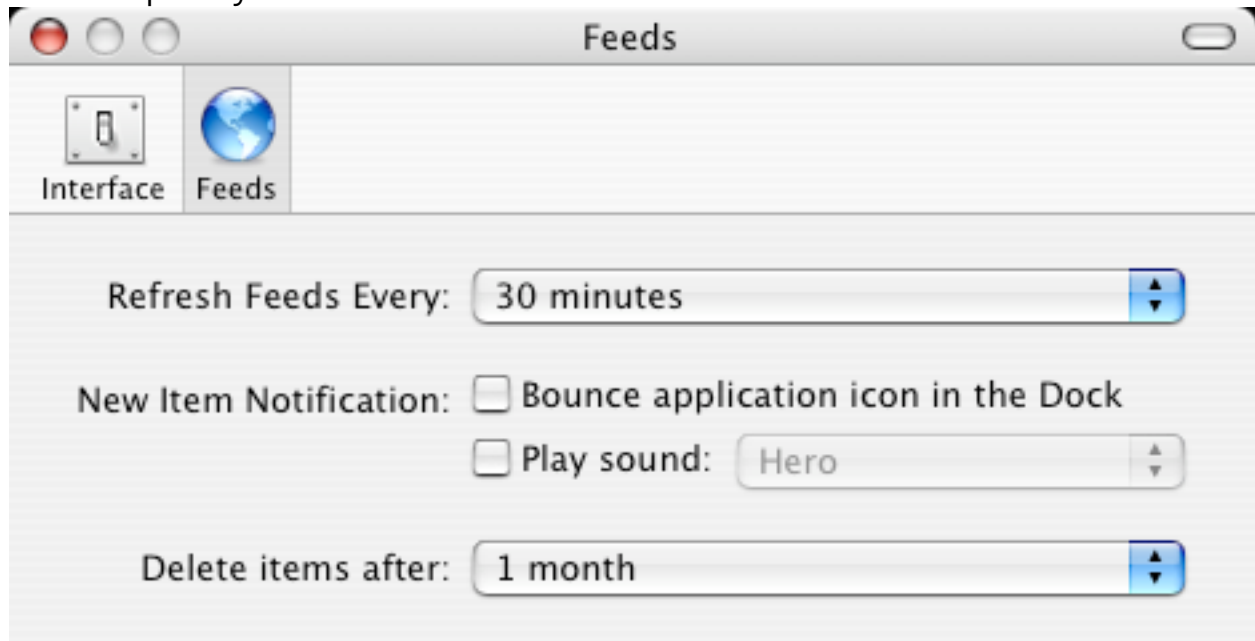 Feeds
Interface Feeds
Refresh Feeds Every: 30 minutes
New Item Notification: Bounce application icon in the Dock
Play sound: Hero
Delete items after: 1 month